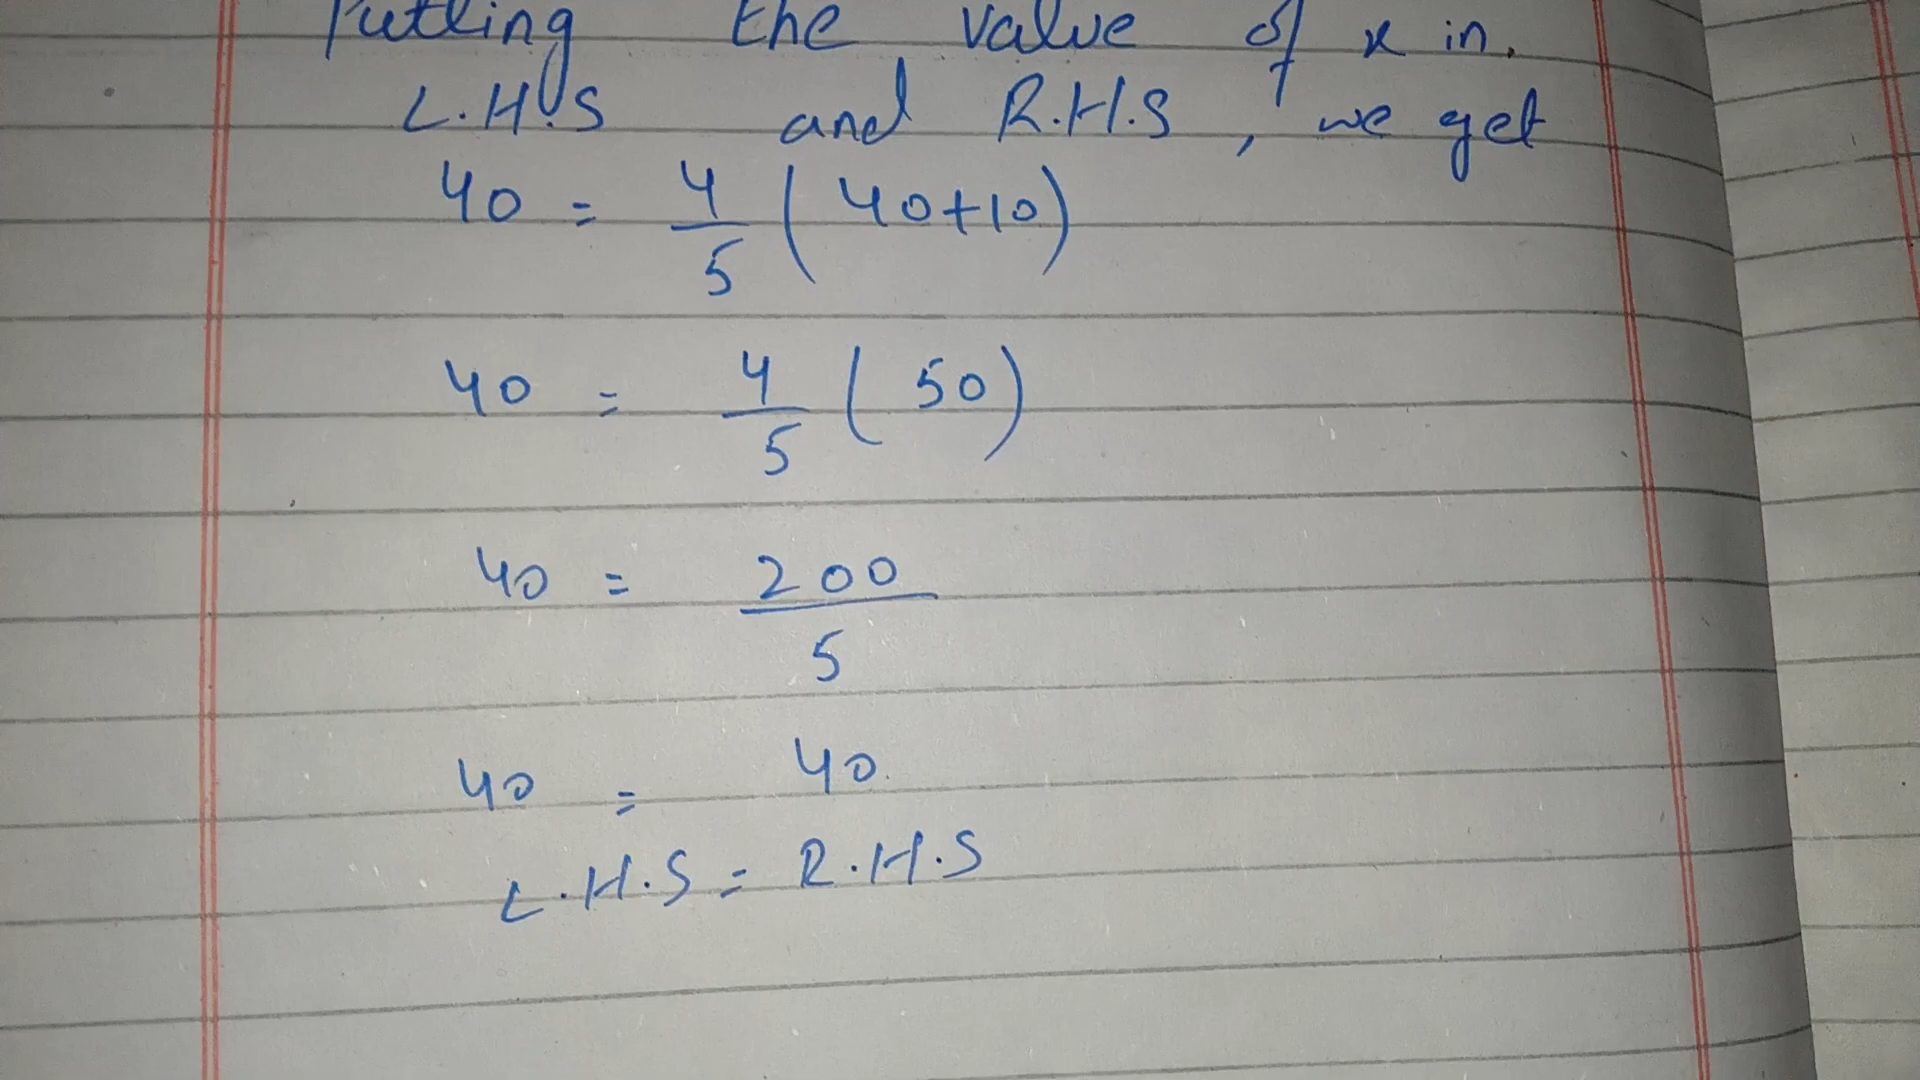 Putting the value of x in.
L.H.S and R.H.S, we get
40 = 4/5 (40+10)
40 = 4/5 (50)
40 = 200/5
40 = 40.
L.H.S = R.H.S